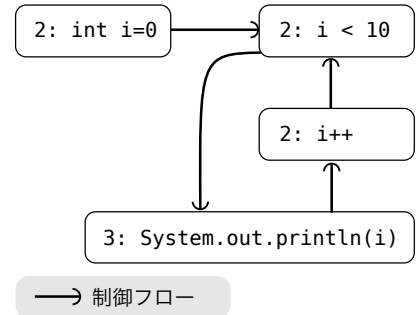 2: int i=0
2: i < 10
2: i++
3: System.out.println(i)
制御フロー